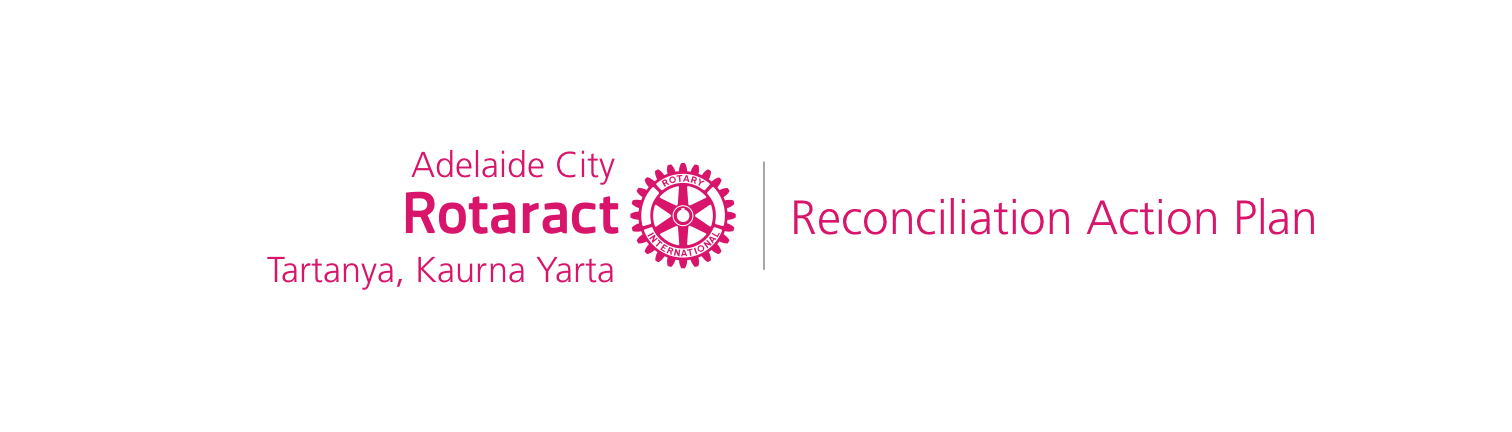 Adelaide City
Rotaract
Tartanya, Kaurna Yarta
ROTARY
INTERNATIONAL
Reconciliation Action Plan